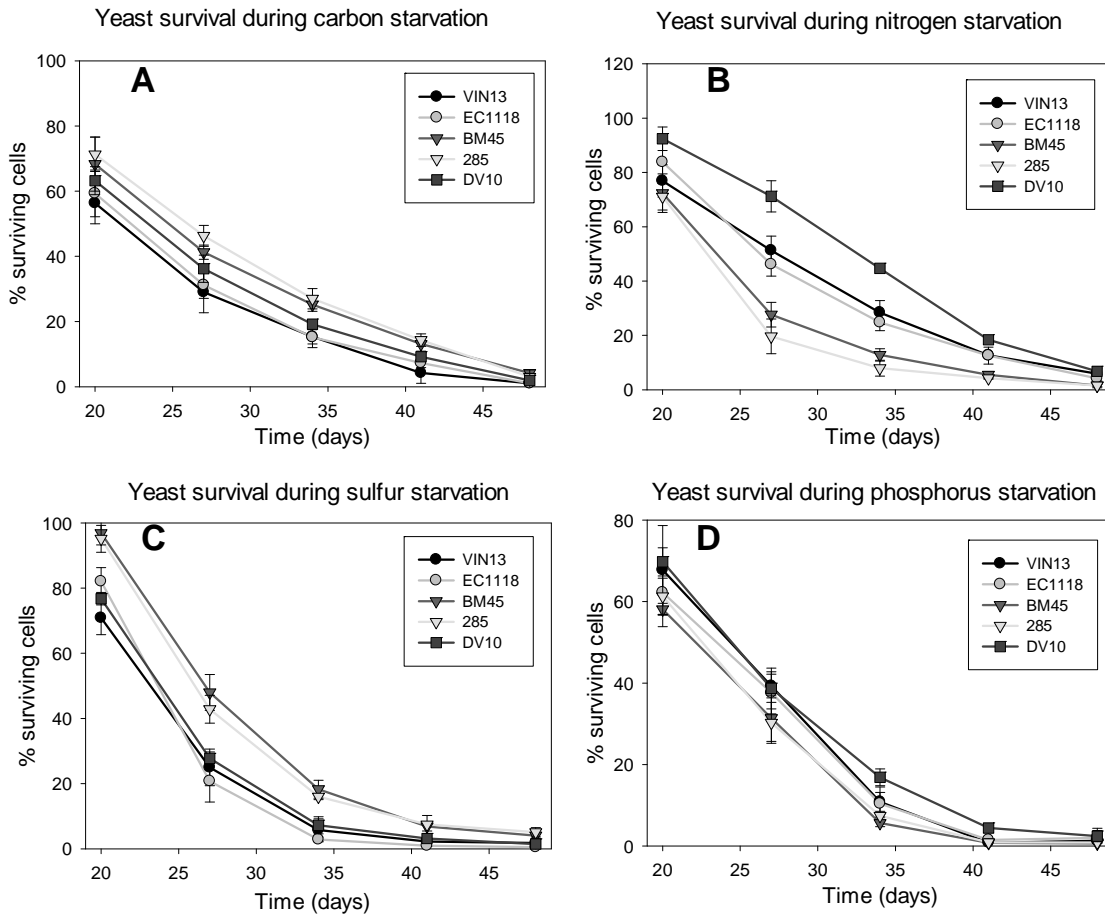 Yeast survival during carbon starvation
A
100
80
60
40
20
0
% surviving cells
VIN13
EC1118
BM45
285
DV10
20 25 30 35 40 45
Time (days)
Yeast survival during nitrogen starvation
B
120
100
80
60
40
20
0
% surviving cells
VIN13
EC1118
BM45
285
DV10
20 25 30 35 40 45
Time (days)
Yeast survival during sulfur starvation
C
100
80
60
40
20
0
% surviving cells
VIN13
EC1118
BM45
285
DV10
20 25 30 35 40 45
Time (days)
Yeast survival during phosphorus starvation
D
80
60
40
20
0
% surviving cells
VIN13
EC1118
BM45
285
DV10
20 25 30 35 40 45
Time (days)